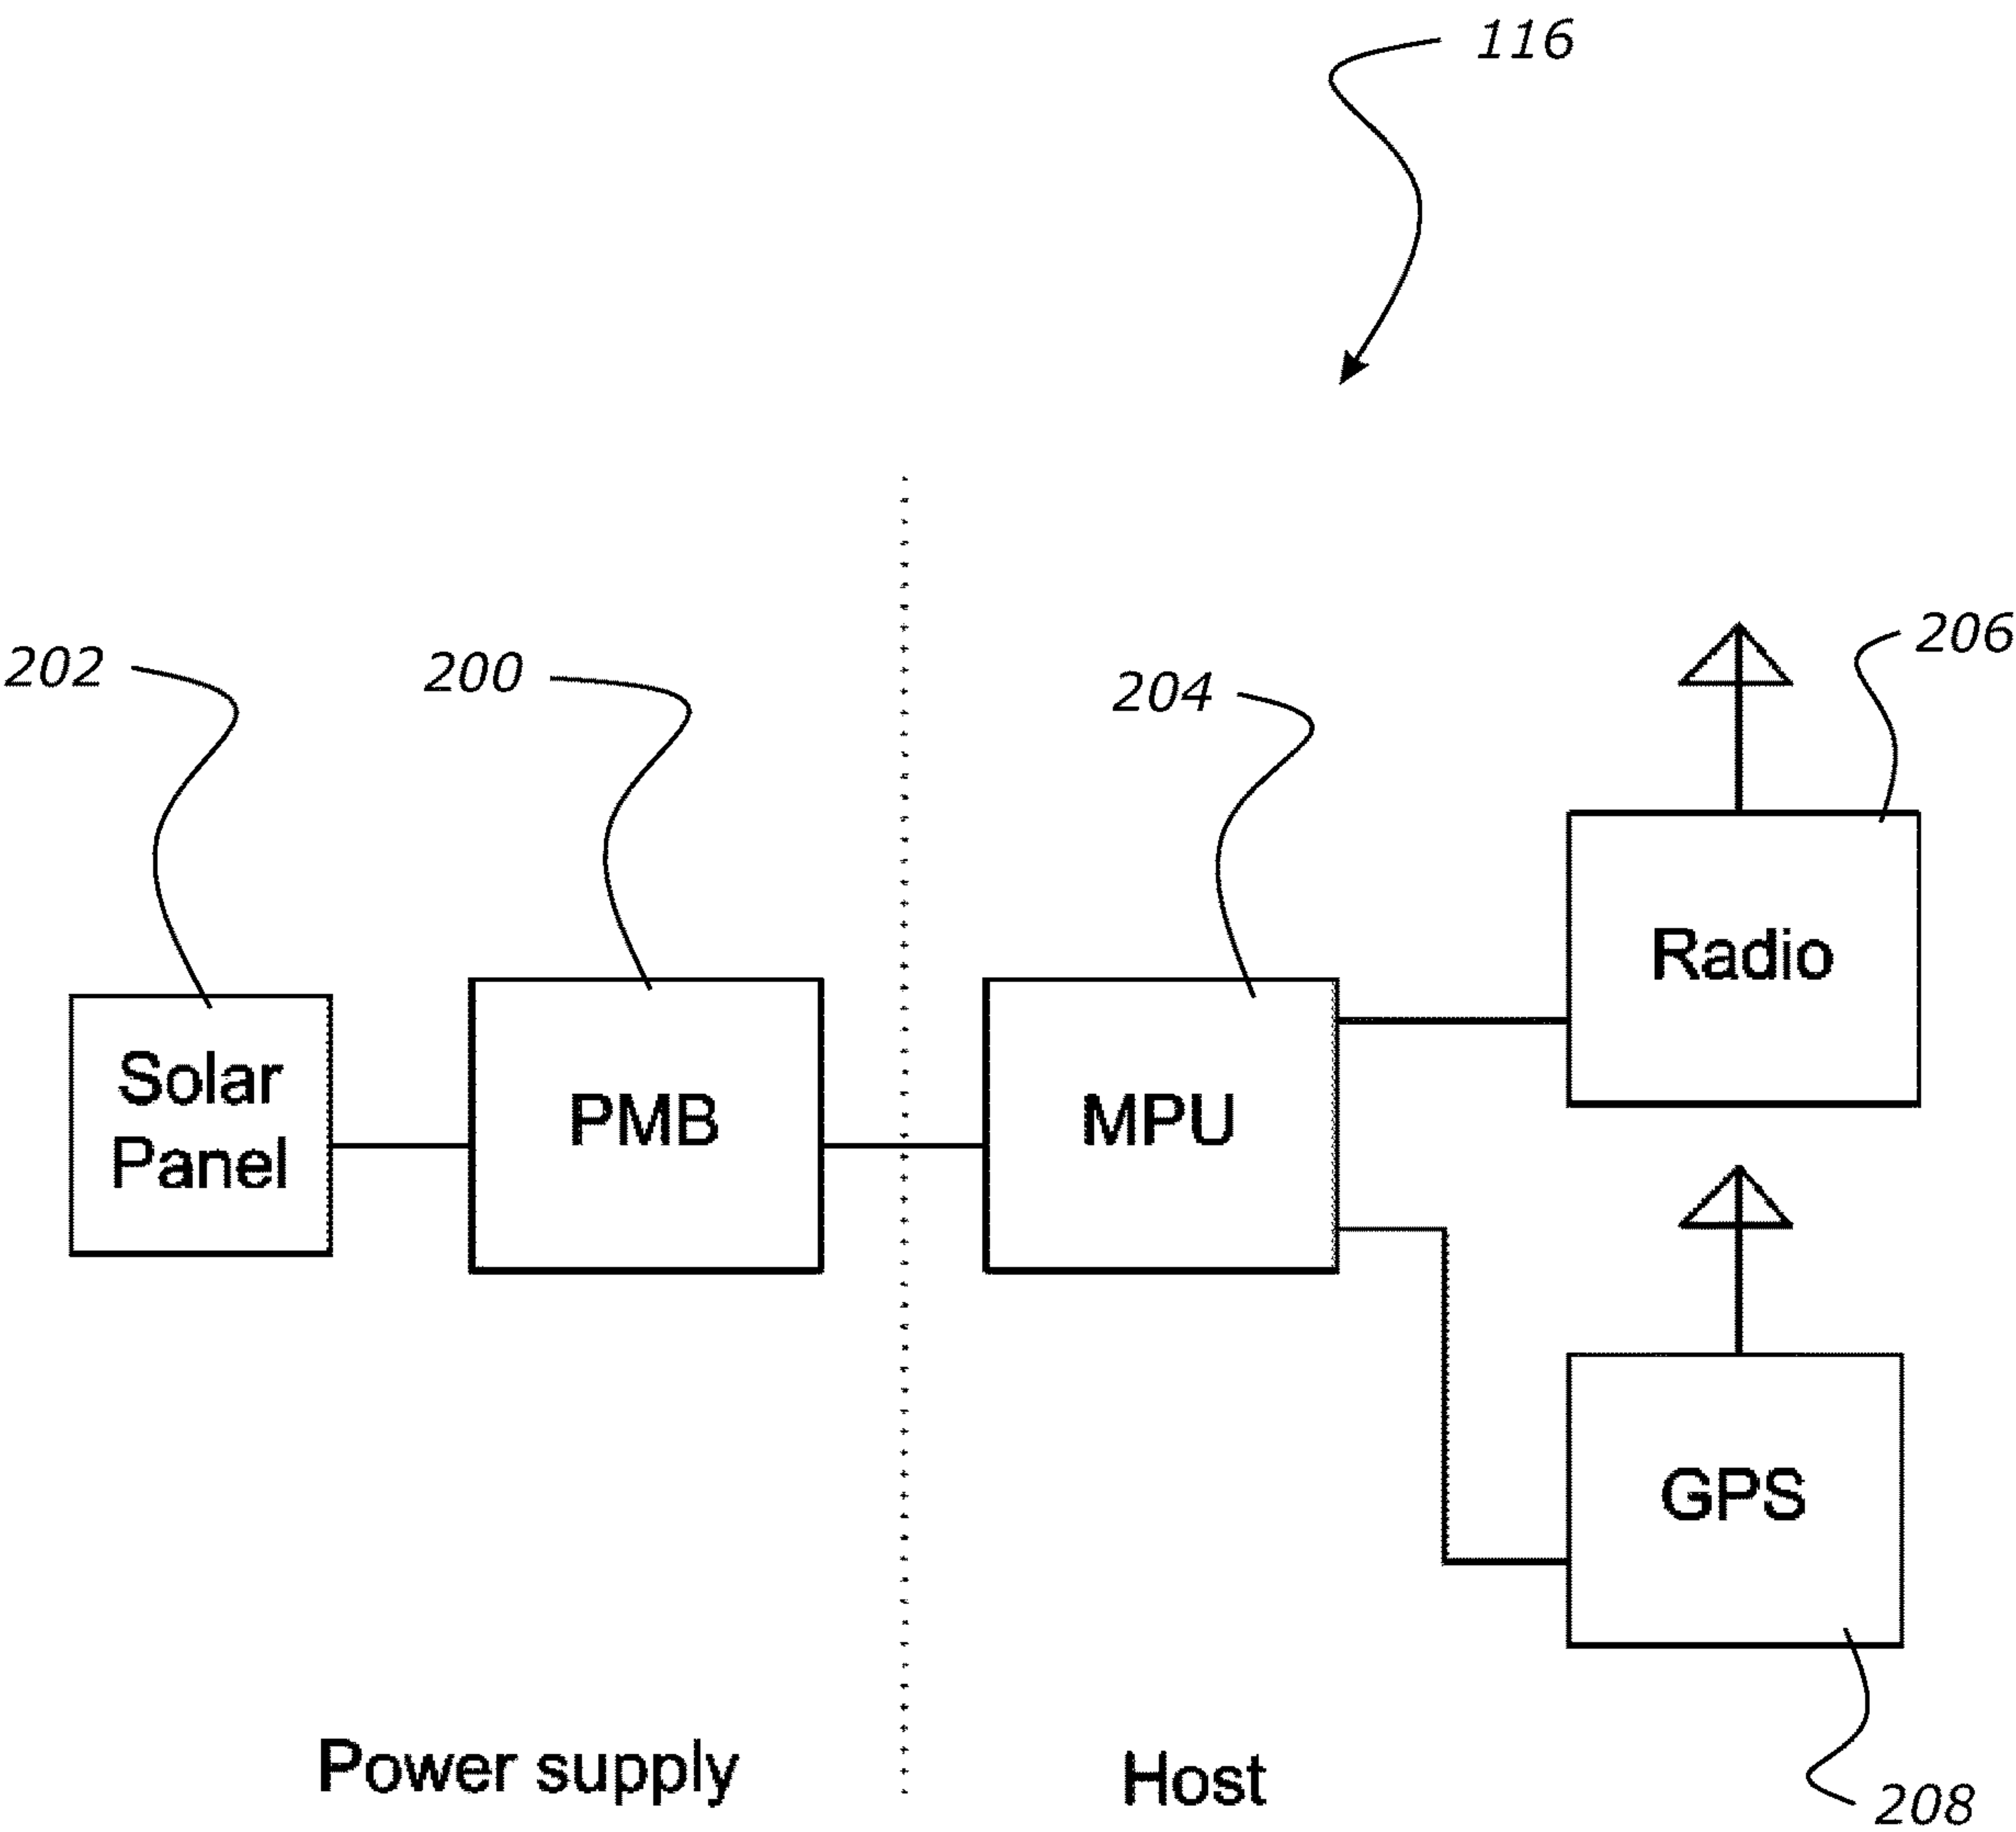 116
206
202
200
204
Radio
Solar
Panel
PMB
MPU
GPS
Power supply
Host
208